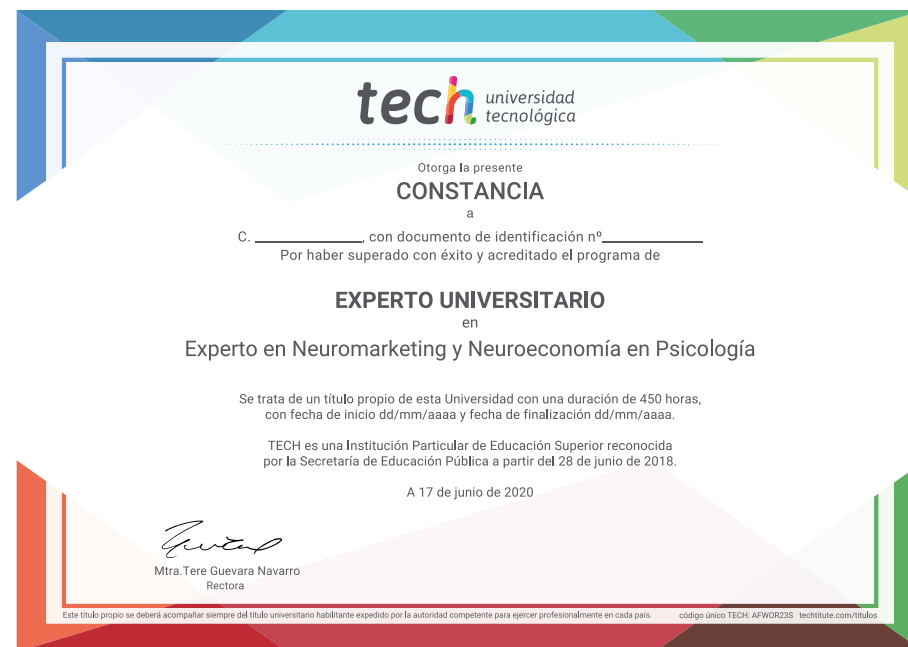 tech universidad
tecnológica
Otorga la presente
CONSTANCIA
a
C. ____________, con documento de identificación nº____________
Por haber superado con éxito y acreditado el programa de
EXPERTO UNIVERSITARIO
en
Experto en Neuromarketing y Neuroeconomía en Psicología
Se trata de un título propio de esta Universidad con una duración de 450 horas,
con fecha de inicio dd/mm/aaaa y fecha de finalización dd/mm/aaaa.
TECH es una Institución Particular de Educación Superior reconocida
por la Secretaría de Educación Pública a partir del 28 de junio de 2018.
A 17 de junio de 2020
Mtra.Tere Guevara Navarro
Rectora
Este título propio se deberá acompañar siempre del título universitario habilitante expedido por la autoridad competente para ejercer profesionalmente en cada país. código único TECH: AFWOR23S techtitute.com/títulos